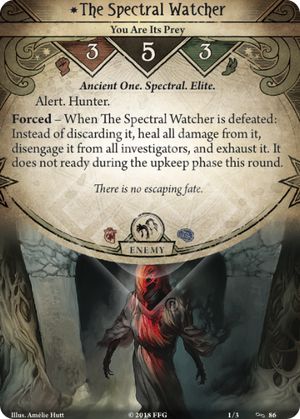 *The Spectral Watcher
You Are Its Prey
3 5 3
Ancient One. Spectral. Elite.
Alert. Hunter.
Forced – When The Spectral Watcher is defeated:
Instead of discarding it, heal all damage from it,
disengage it from all investigators, and exhaust it. It
does not ready during the upkeep phase this round.
There is no escaping fate.
ENEMY
Illus. Amélie Hutt © 2018 FFG 1/3 86